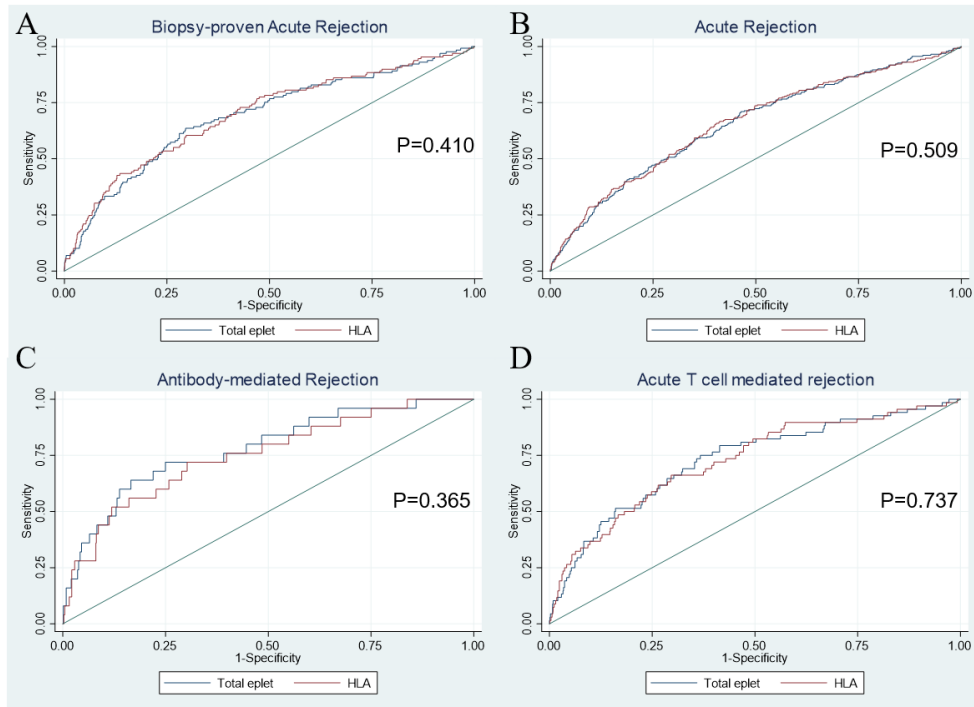 A
Biopsy-proven Acute Rejection
Sensitivity
1.00
0.75
0.50
0.25
0.00
P=0.410
0.00 0.25 0.50 0.75 1.00
1-Specificity
Total eplet HLA
B
Acute Rejection
Sensitivity
1.00
0.75
0.50
0.25
0.00
P=0.509
0.00 0.25 0.50 0.75 1.00
1-Specificity
Total eplet HLA
C
Antibody-mediated Rejection
Sensitivity
1.00
0.75
0.50
0.25
0.00
P=0.365
0.00 0.25 0.50 0.75 1.00
1-Specificity
Total eplet HLA
D
Acute T cell mediated rejection
Sensitivity
1.00
0.75
0.50
0.25
0.00
P=0.737
0.00 0.25 0.50 0.75 1.00
1-Specificity
Total eplet HLA